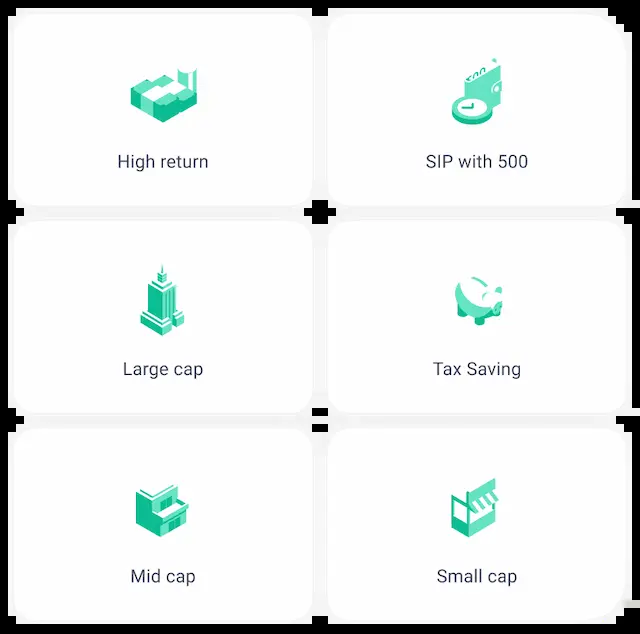 High return
SIP with 500
Large cap
Tax Saving
Mid cap
Small cap